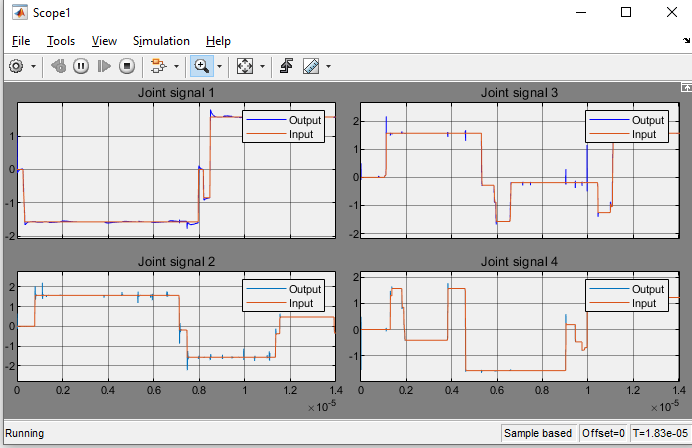 Scope1
File Tools View Simulation Help
Joint signal 1
Output
Input
1
0
-1
-2
Joint signal 3
Output
Input
2
1
0
-1
-2
Joint signal 2
Output
Input
2
1
0
-1
-2
0 0.2 0.4 0.6 0.8 1 1.2 1.4
×10-5
Joint signal 4
Output
Input
2
1
0
-1
0 0.2 0.4 0.6 0.8 1 1.2 1.4
×10-5
Running
Sample based Offset=0 T=1.83e-05